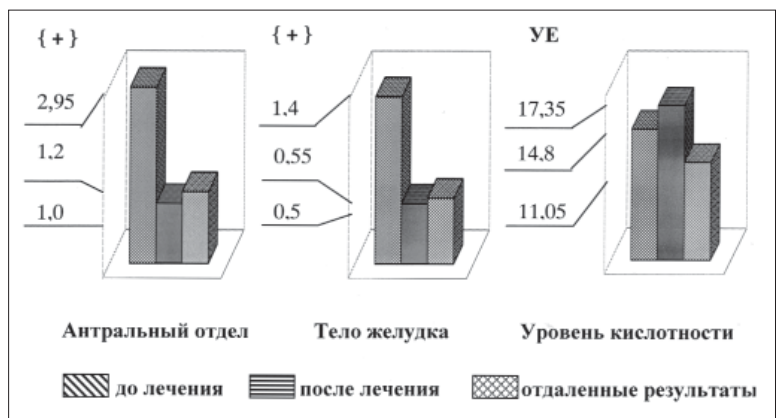 { + } { + } УЕ
2,95 1,4 17,35
1,2 0,55 14,8
1,0 0,5 11,05
Антральный отдел Тело желудка Уровень кислотности
до лечения после лечения отдаленные результаты